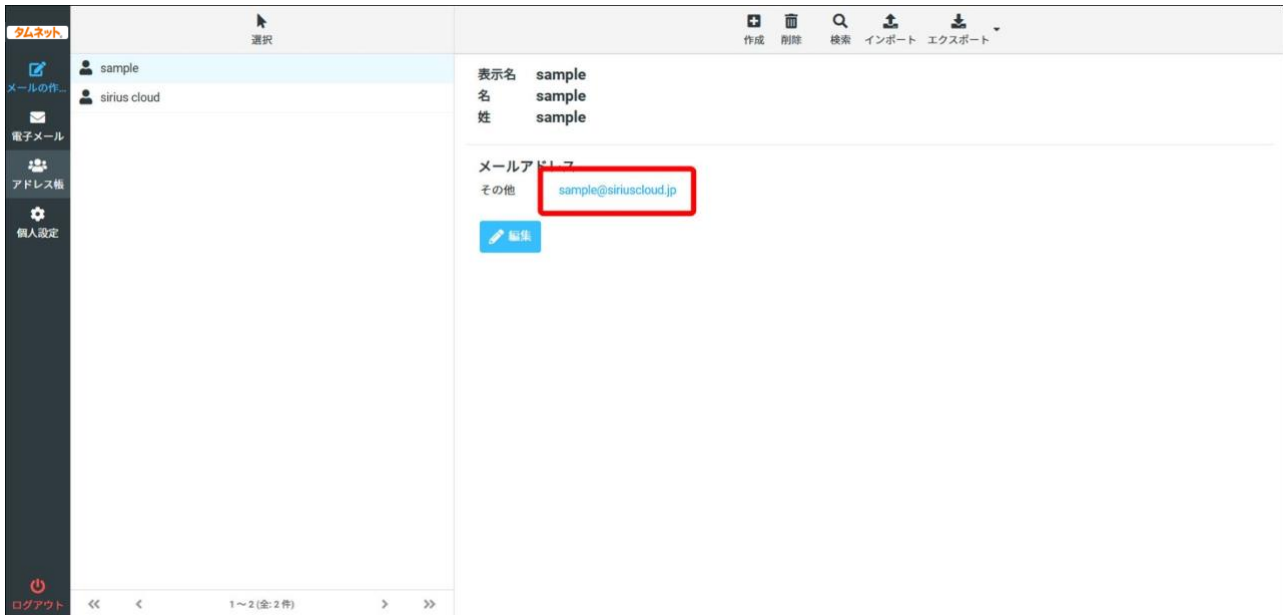 タムネット
メールの作...
電子メール
アドレス帳
個人設定
ログアウト
選択
sample
sirius cloud
1～2 (全: 2 件)
作成
削除
検索
インポート
エクスポート
表示名 sample
名 sample
姓 sample
メールアドレス
その他 sample@siriuscloud.jp
編集